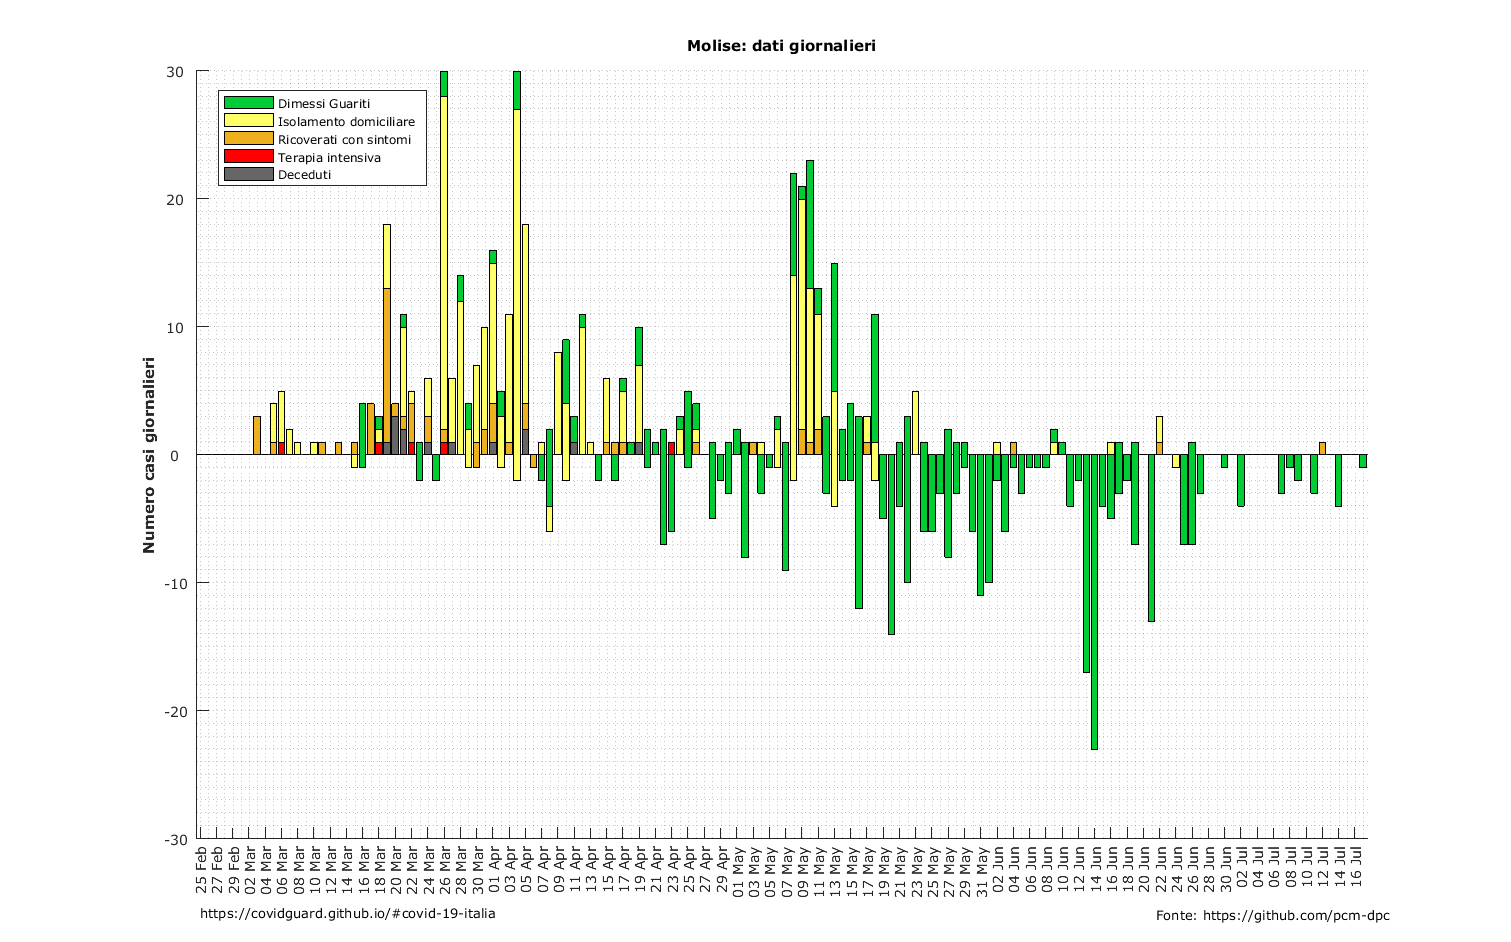 Molise: dati giornalieri
30
20
10
0
-10
-20
-30
Numero casi giornalieri
Dimessi Guariti
Isolamento domiciliare
Ricoverati con sintomi
Terapia intensiva
Deceduti
25 Feb
27 Feb
29 Feb
02 Mar
04 Mar
06 Mar
08 Mar
10 Mar
12 Mar
14 Mar
16 Mar
18 Mar
20 Mar
22 Mar
24 Mar
26 Mar
28 Mar
30 Mar
01 Apr
03 Apr
05 Apr
07 Apr
09 Apr
11 Apr
13 Apr
15 Apr
17 Apr
19 Apr
21 Apr
23 Apr
25 Apr
27 Apr
29 Apr
01 May
03 May
05 May
07 May
09 May
11 May
13 May
15 May
17 May
19 May
21 May
23 May
25 May
27 May
29 May
31 May
02 Jun
04 Jun
06 Jun
08 Jun
10 Jun
12 Jun
14 Jun
16 Jun
18 Jun
20 Jun
22 Jun
24 Jun
26 Jun
28 Jun
30 Jun
02 Jul
04 Jul
06 Jul
08 Jul
10 Jul
12 Jul
14 Jul
16 Jul
https://covidguard.github.io/#covid-19-italia
Fonte: https://github.com/pcm-dpc